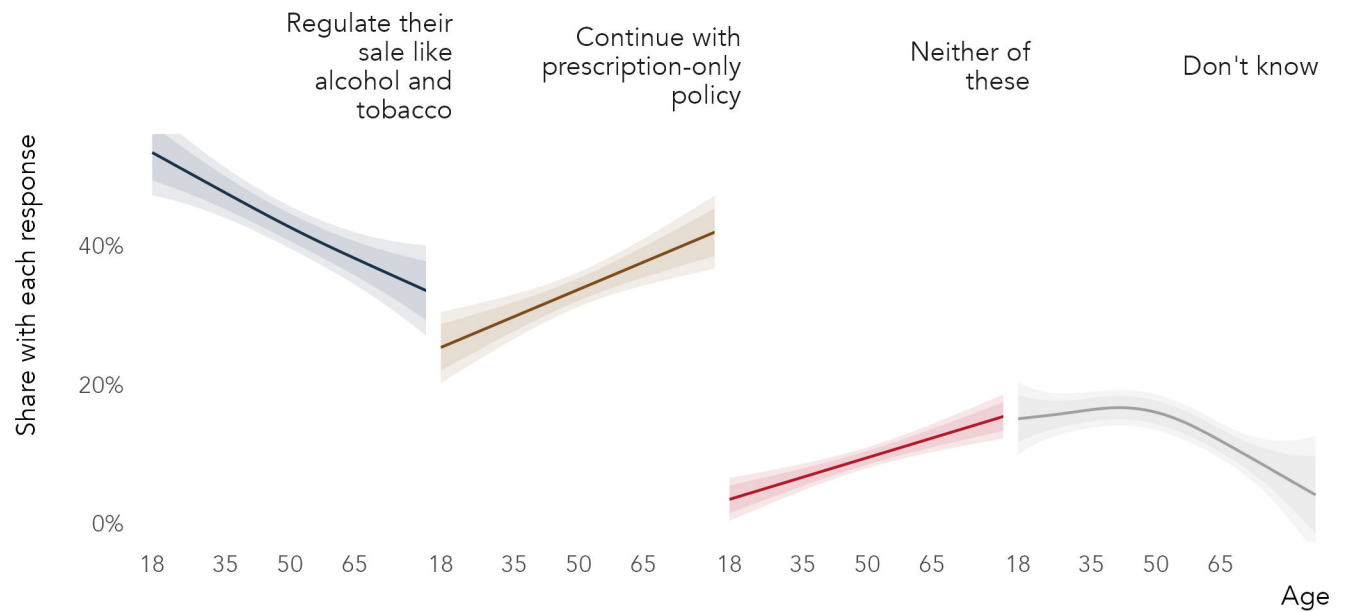 Regulate their
sale like
alcohol and
tobacco
Continue with
prescription-only
policy
Neither of
these
Don't know
Share with each response
40%
20%
0%
18 35 50 65 18 35 50 65 18 35 50 65 18 35 50 65
Age